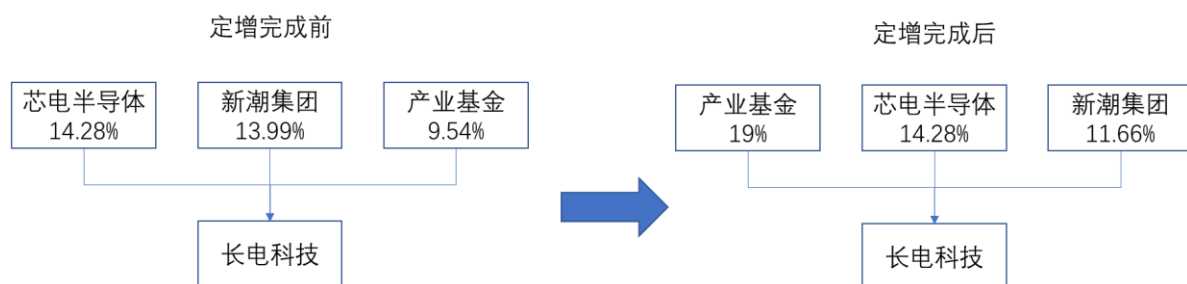 定增完成前
定增完成后
芯电半导体
14.28%
新潮集团
13.99%
产业基金
9.54%
产业基金
19%
芯电半导体
14.28%
新潮集团
11.66%
长电科技
长电科技